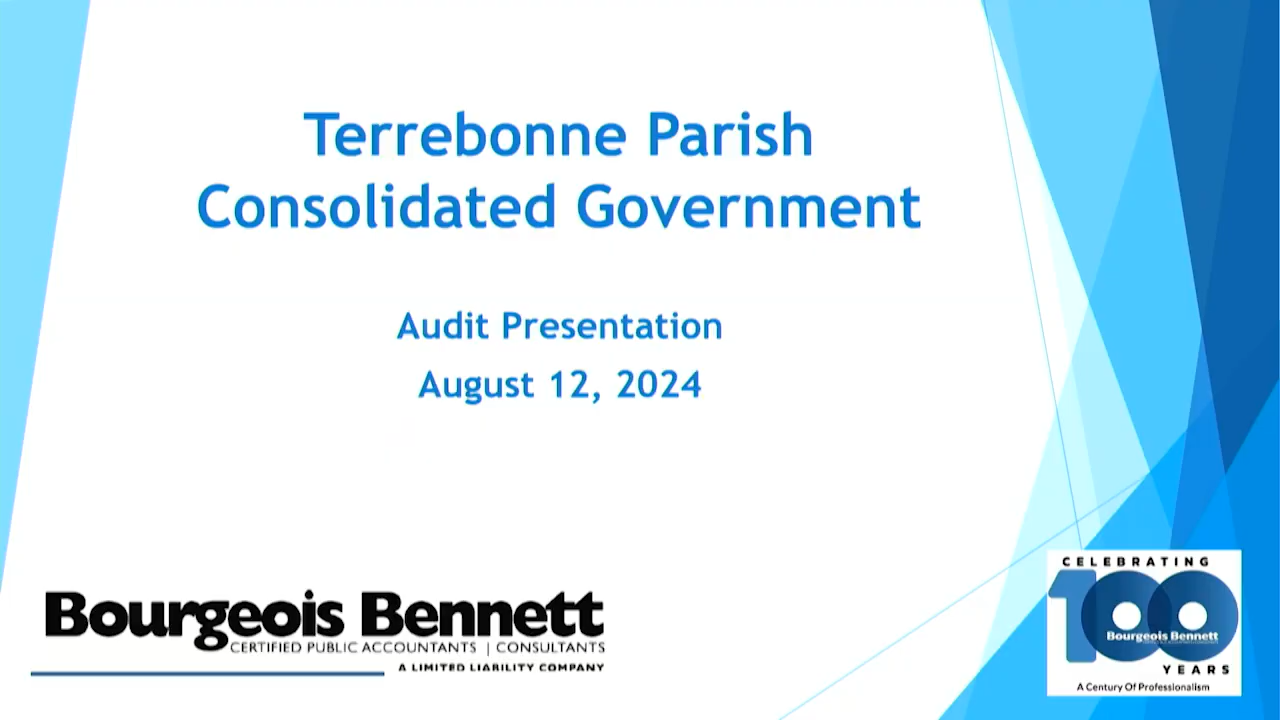 Terrebonne Parish
Consolidated Government
Audit Presentation
August 12, 2024
Bourgeois Bennett
CERTIFIED PUBLIC ACCOUNTANTS | CONSULTANTS
A LIMITED LIABILITY COMPANY
CELEBRATING
100
Bourgeois Bennett
YEARS
A Century Of Professionalism